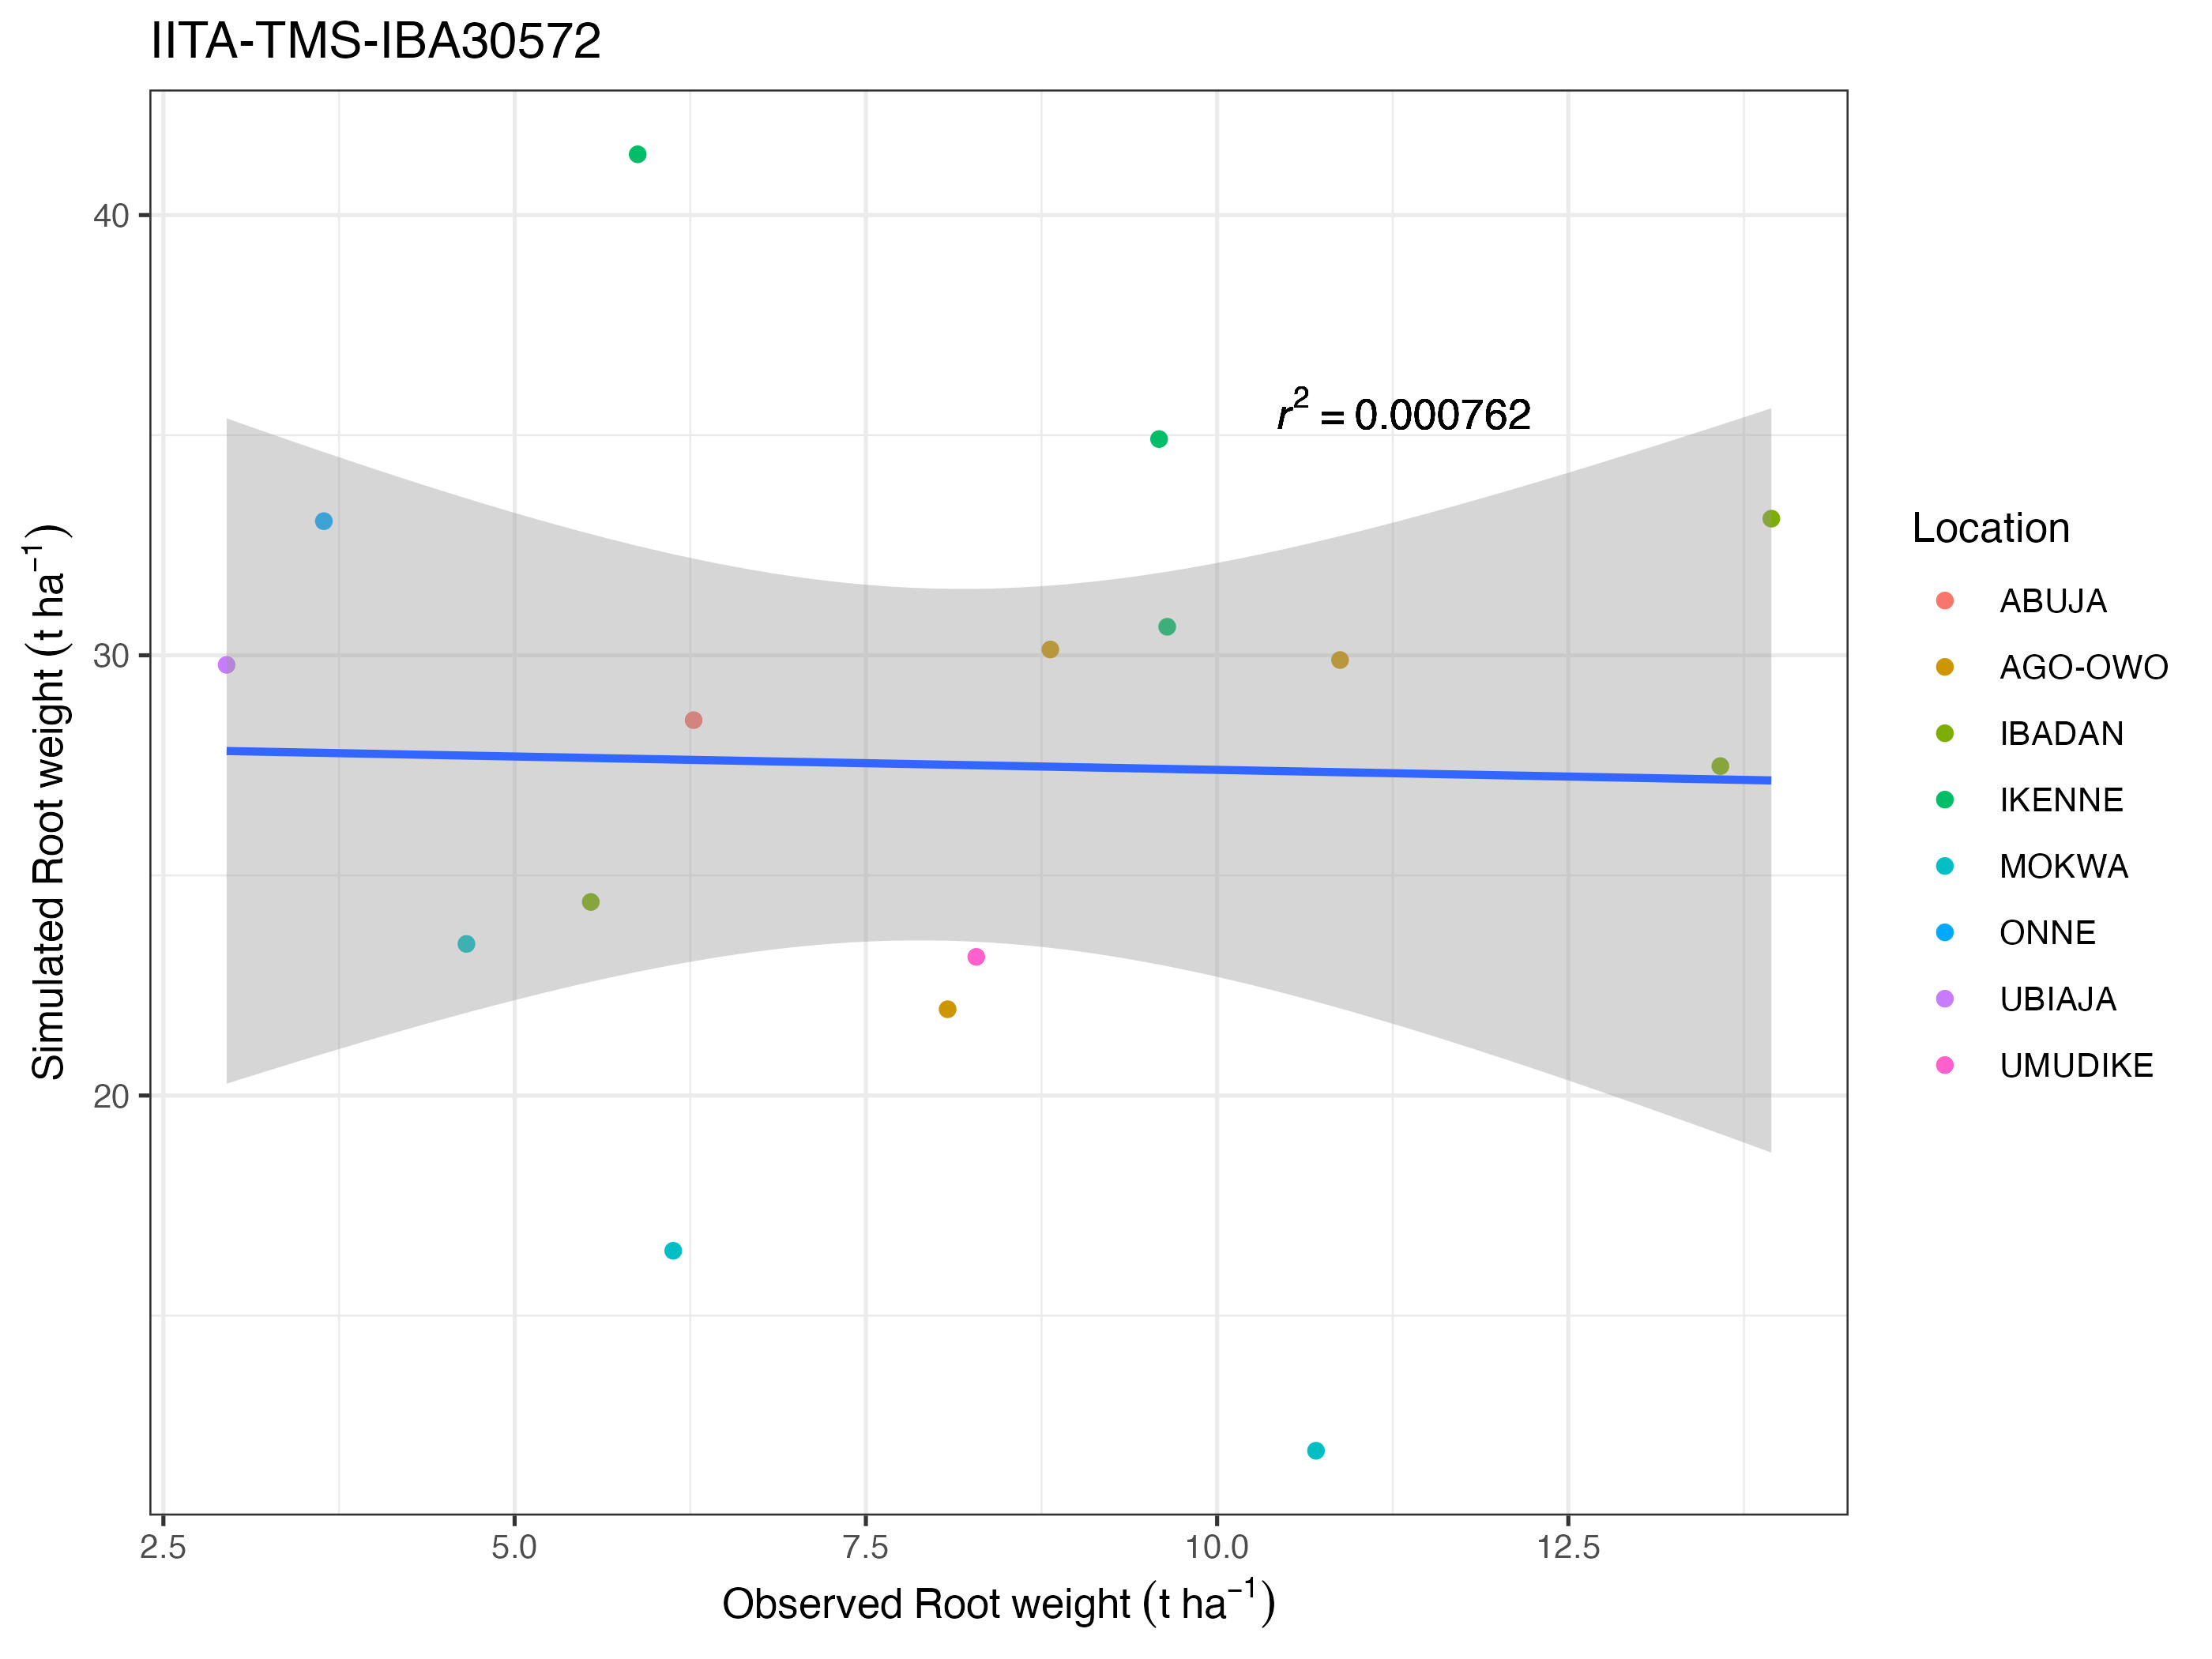 IITA-TMS-IBA30572
r² = 0.000762
40
30
20
2.5 5.0 7.5 10.0 12.5
Observed Root weight (t ha⁻¹)
Simulated Root weight (t ha⁻¹)
Location
ABUJA
AGO-OWO
IBADAN
IKENNE
MOKWA
ONNE
UBIAJA
UMUDIKE